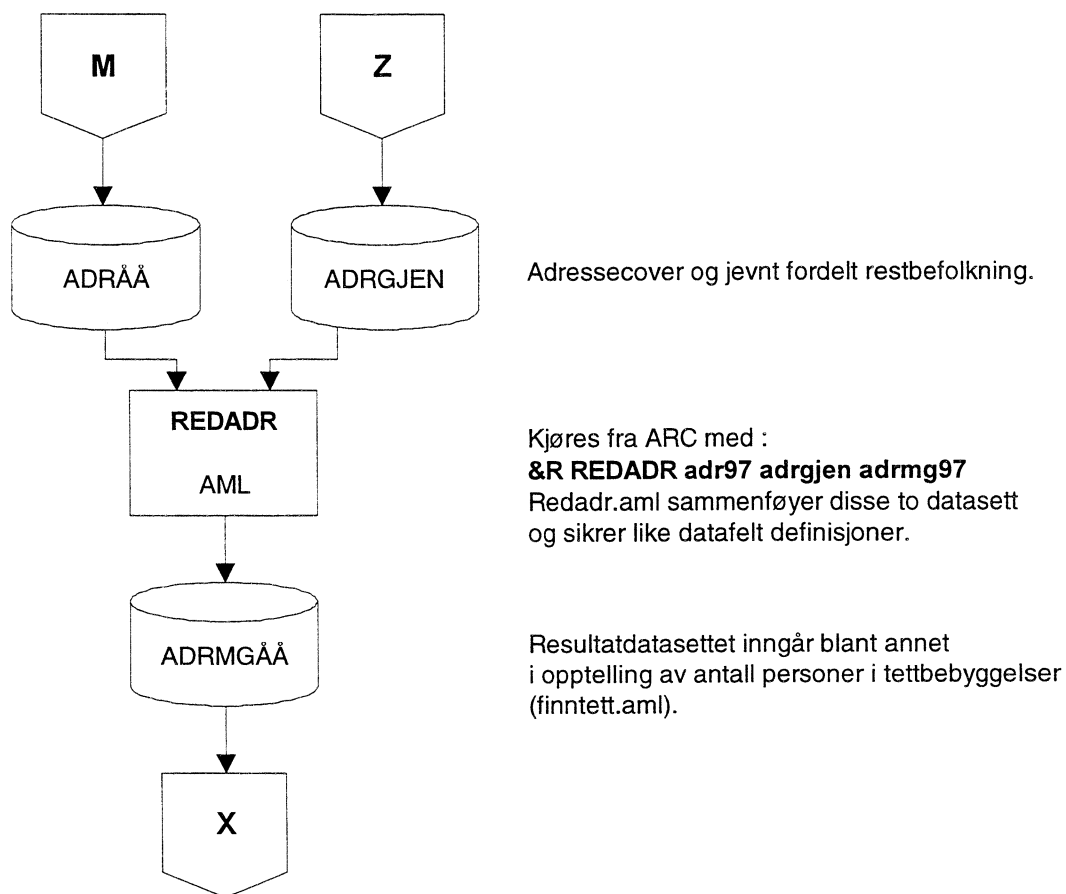 M
Z
ADRÅÅ
ADRGJEN
Adressecover og jevnt fordelt restbefolkning.
REDADR
AML
Kjøres fra ARC med :
&R REDADR adr97 adrgjen adrmg97
Redadr.aml sammenføyer disse to datasett
og sikrer like datafelt definisjoner.
ADRMGÅÅ
Resultatdatasettet inngår blant annet
i opptelling av antall personer i tettbebyggelser
(finntett.aml).
X